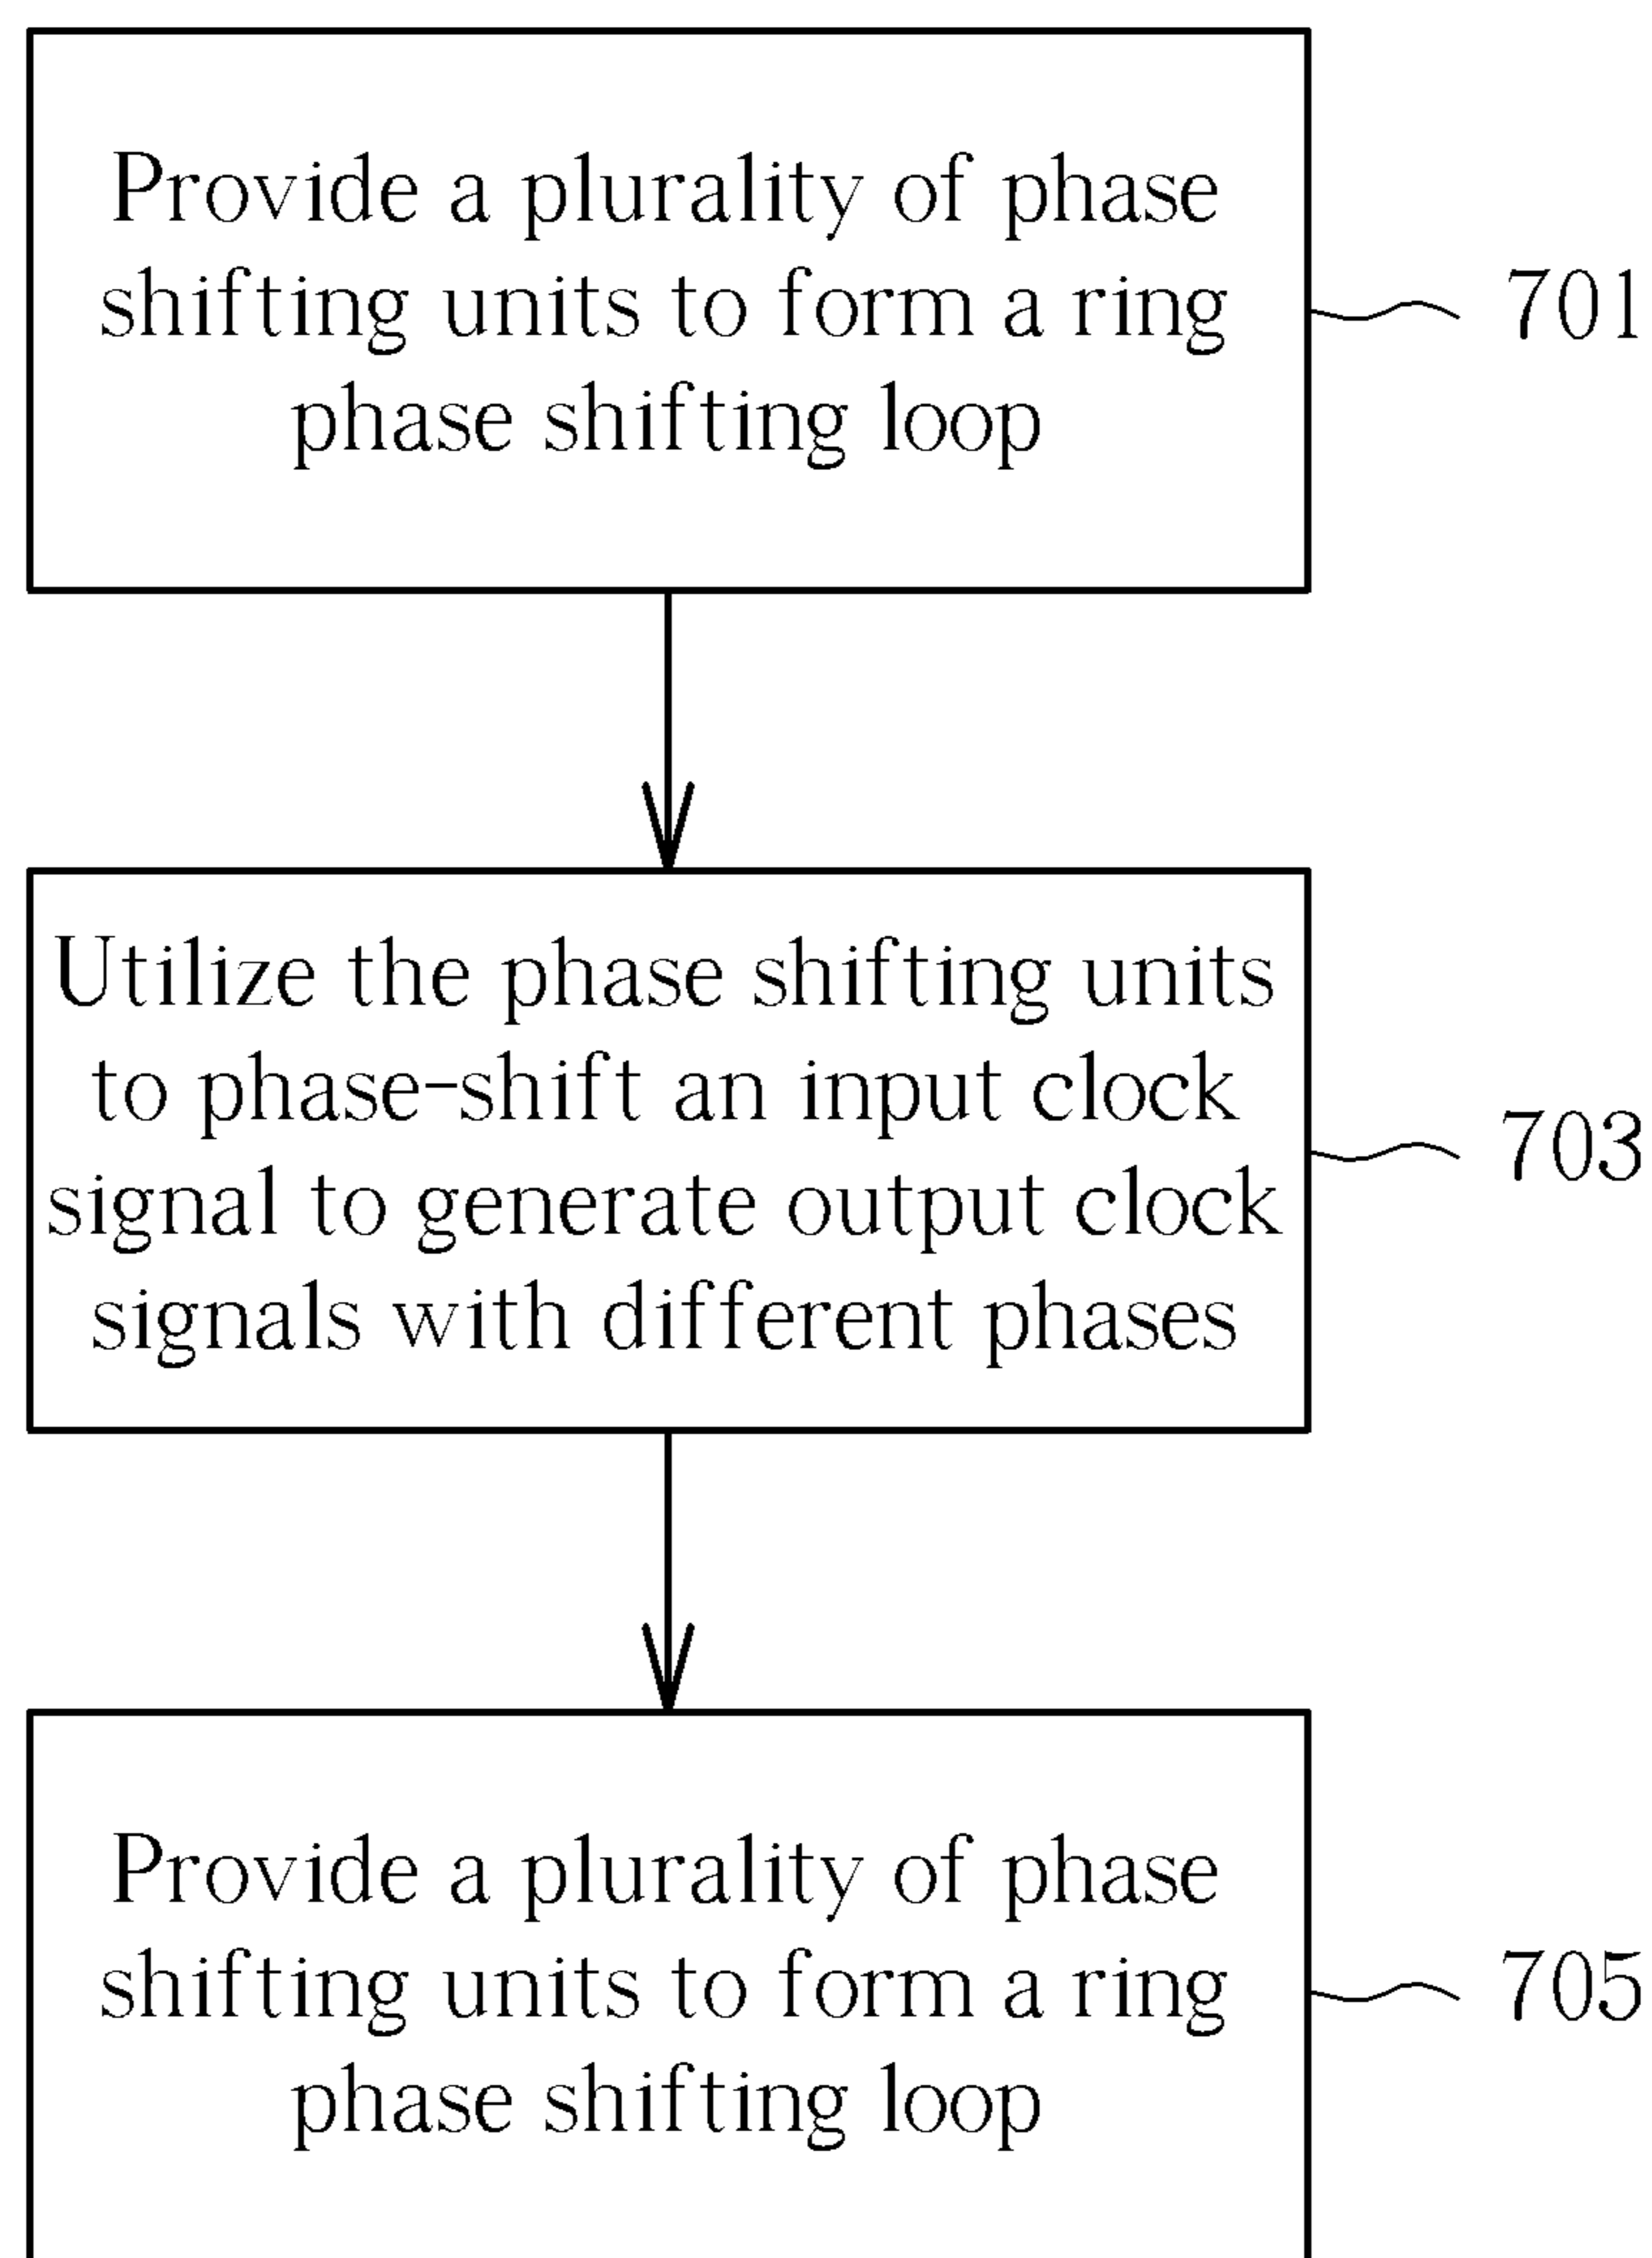 Provide a plurality of phase
shifting units to form a ring
phase shifting loop
701
Utilize the phase shifting units
to phase-shift an input clock
signal to generate output clock
signals with different phases
703
Provide a plurality of phase
shifting units to form a ring
phase shifting loop
705